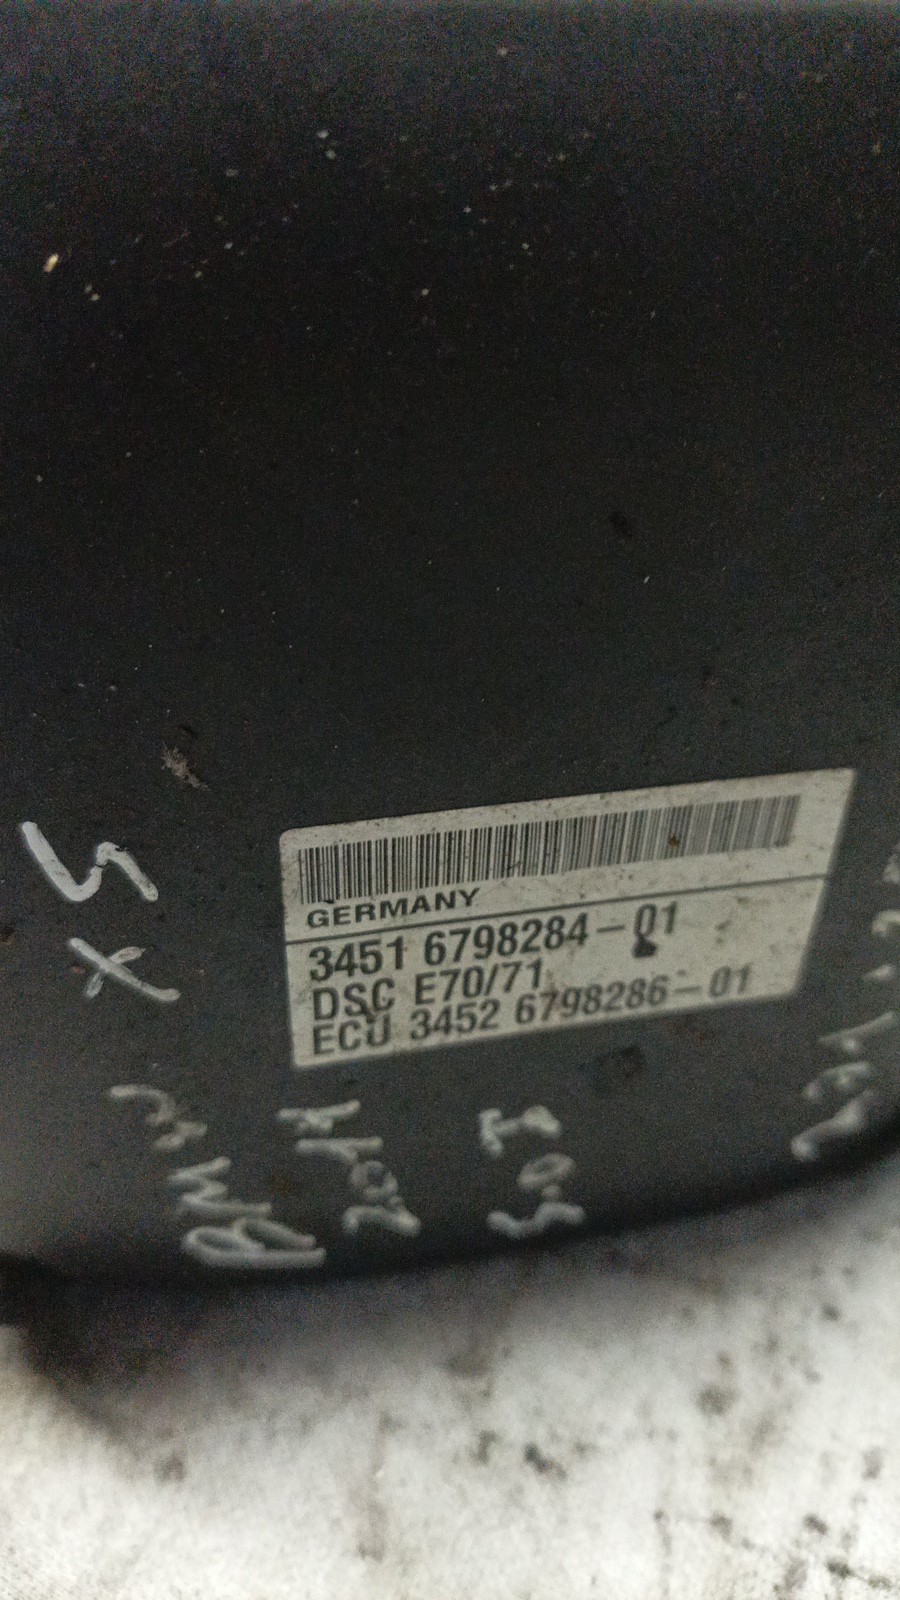 GERMANY
3451 6798284-01
DSC E70/71
ECU 3452 6798286-01
BMW X5